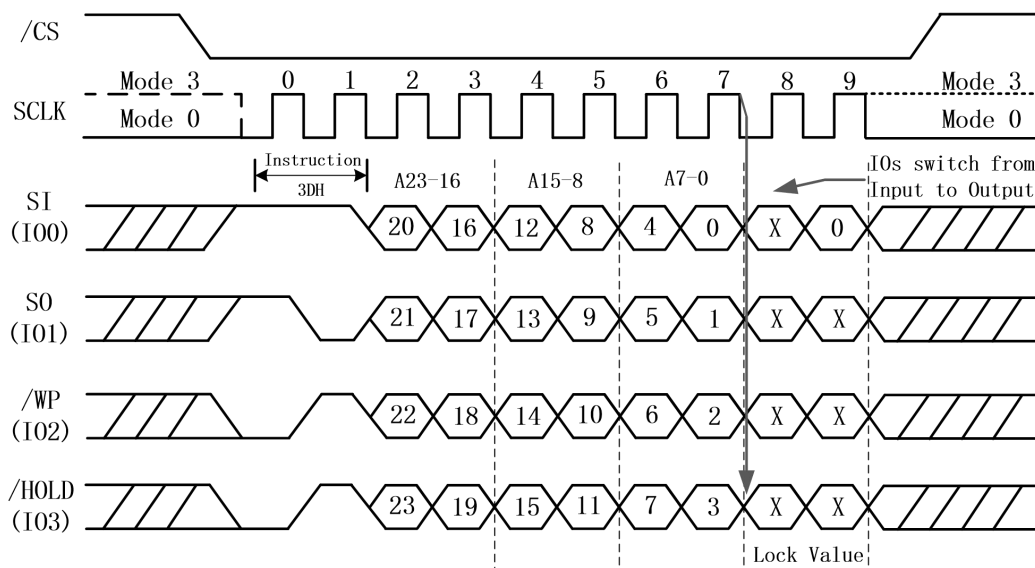 /CS
0 1 2 3 4 5 6 7 8 9
Mode 3 Mode 3
SCLK
Mode 0 Mode 0
Instruction
3DH
A23-16 A15-8 A7-0
IOs switch from
Input to Output
SI
(IO0)
20 16 12 8 4 0 X 0
SO
(IO1)
21 17 13 9 5 1 X X
/WP
(IO2)
22 18 14 10 6 2 X X
/HOLD
(IO3)
23 19 15 11 7 3 X X
Lock Value